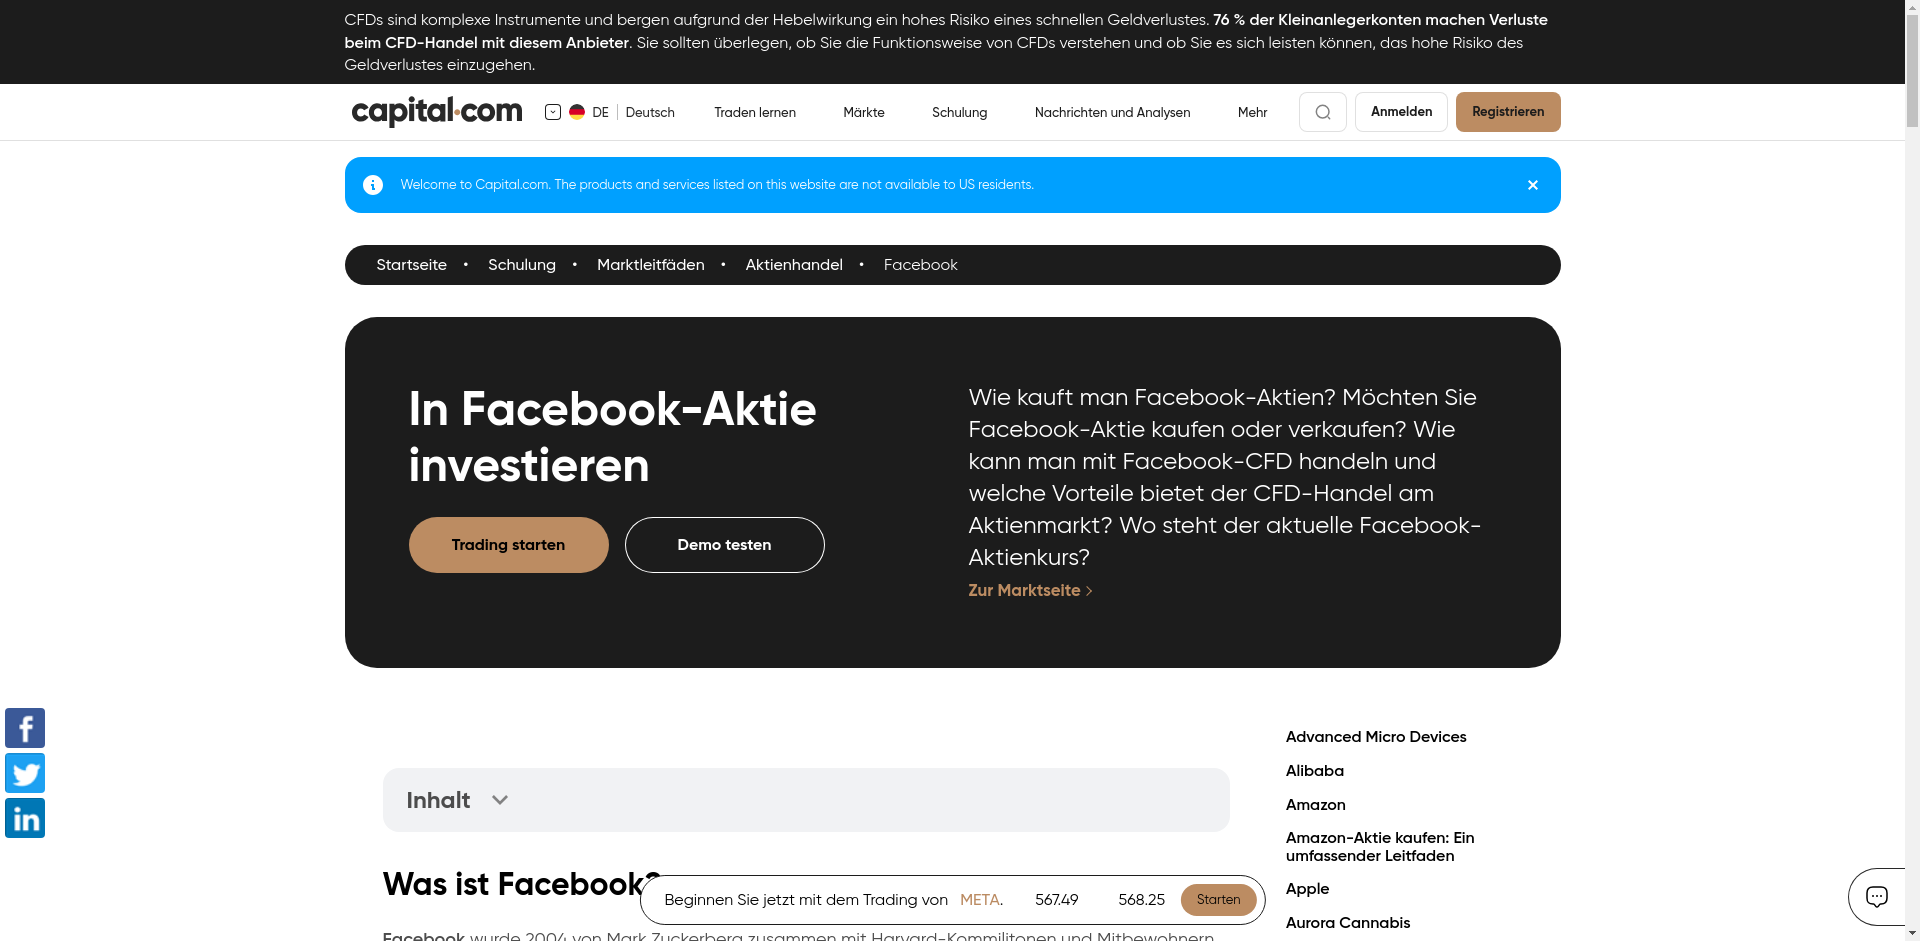 CFDs sind komplexe Instrumente und bergen aufgrund der Hebelwirkung ein hohes Risiko eines schnellen Geldverlustes. 76 % der Kleinanlegerkonten machen Verluste
beim CFD-Handel mit diesem Anbieter. Sie sollten überlegen, ob Sie die Funktionsweise von CFDs verstehen und ob Sie es sich leisten können, das hohe Risiko des
Geldverlustes einzugehen.
capital.com
DE | Deutsch
Traden lernen
Märkte
Schulung
Nachrichten und Analysen
Mehr
Anmelden
Registrieren
Welcome to Capital.com. The products and services listed on this website are not available to US residents.
Startseite • Schulung • Marktleitfäden • Aktienhandel • Facebook
In Facebook-Aktie
investieren
Trading starten
Demo testen
Wie kauft man Facebook-Aktien? Möchten Sie
Facebook-Aktie kaufen oder verkaufen? Wie
kann man mit Facebook-CFD handeln und
welche Vorteile bietet der CFD-Handel am
Aktienmarkt? Wo steht der aktuelle Facebook-
Aktienkurs?
Zur Marktseite
Inhalt
Was ist Facebook?
Facebook wurde 2004 von Mark Zuckerberg zusammen mit Harvard-Kommilitonen und Mitbewohnern
Advanced Micro Devices
Alibaba
Amazon
Amazon-Aktie kaufen: Ein
umfassender Leitfaden
Apple
Aurora Cannabis
Beginnen Sie jetzt mit dem Trading von META. 567.49 568.25 Starten